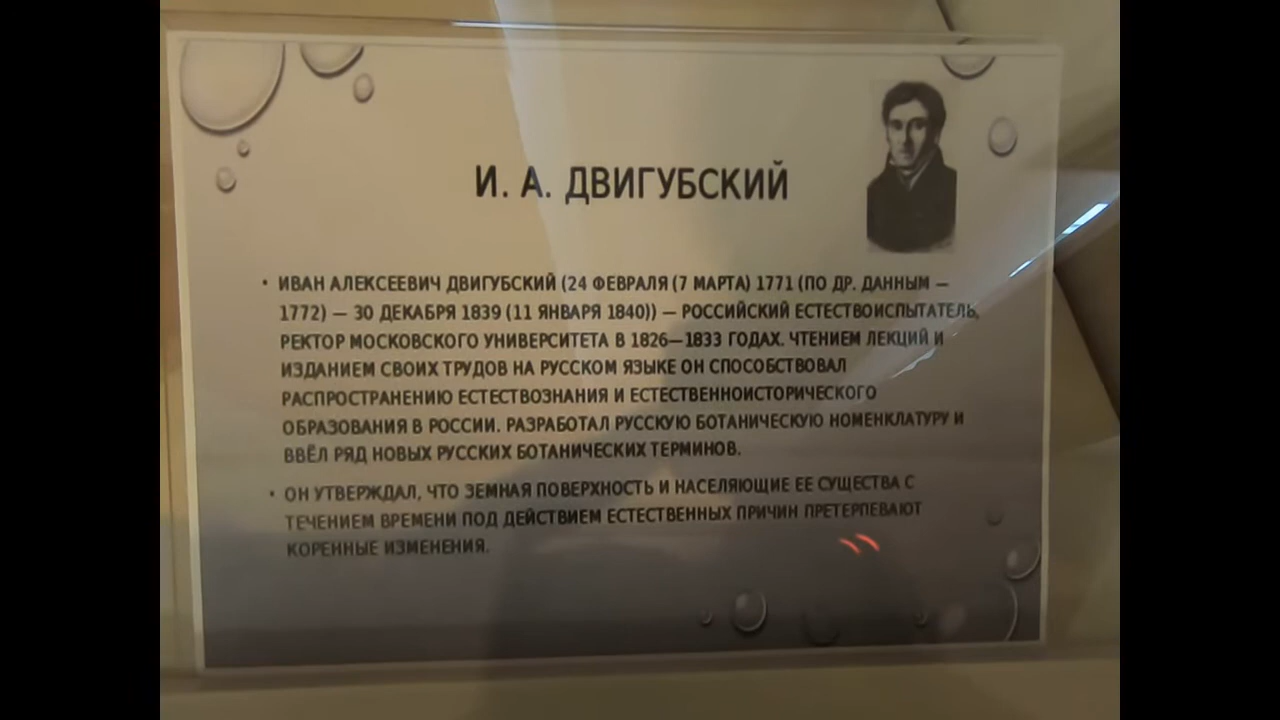 И. А. ДВИГУБСКИЙ
• ИВАН АЛЕКСЕЕВИЧ ДВИГУБСКИЙ (24 ФЕВРАЛЯ (7 МАРТА) 1771 (ПО ДР. ДАННЫМ —
1772) — 30 ДЕКАБРЯ 1839 (11 ЯНВАРЯ 1840)) — РОССИЙСКИЙ ЕСТЕСТВОИСПЫТАТЕЛЬ,
РЕКТОР МОСКОВСКОГО УНИВЕРСИТЕТА В 1826—1833 ГОДАХ. ЧТЕНИЕМ ЛЕКЦИЙ И
ИЗДАНИЕМ СВОИХ ТРУДОВ НА РУССКОМ ЯЗЫКЕ ОН СПОСОБСТВОВАЛ
РАСПРОСТРАНЕНИЮ ЕСТЕСТВОЗНАНИЯ И ЕСТЕСТВЕННОИСТОРИЧЕСКОГО
ОБРАЗОВАНИЯ В РОССИИ. РАЗРАБОТАЛ РУССКУЮ БОТАНИЧЕСКУЮ НОМЕНКЛАТУРУ И
ВВЁЛ РЯД НОВЫХ РУССКИХ БОТАНИЧЕСКИХ ТЕРМИНОВ.
• ОН УТВЕРЖДАЛ, ЧТО ЗЕМНАЯ ПОВЕРХНОСТЬ И НАСЕЛЯЮЩИЕ ЕЕ СУЩЕСТВА С
ТЕЧЕНИЕМ ВРЕМЕНИ ПОД ДЕЙСТВИЕМ ЕСТЕСТВЕННЫХ ПРИЧИН ПРЕТЕРПЕВАЮТ
КОРЕННЫЕ ИЗМЕНЕНИЯ.